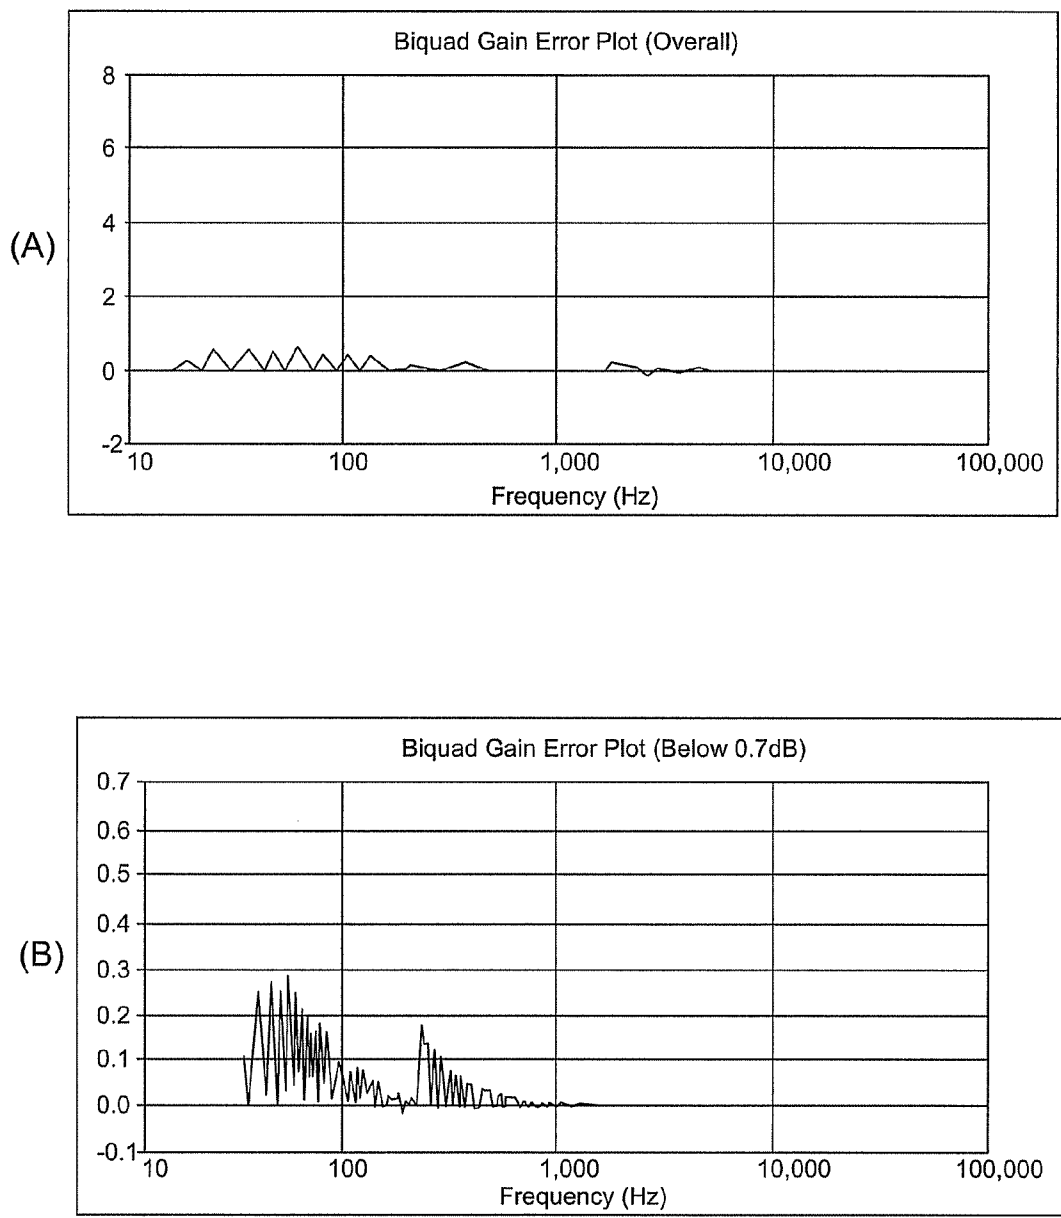 Biquad Gain Error Plot (Overall)
8
6
4
(A)
2
0
-2
10 100 1,000 10,000 100,000
Frequency (Hz)
Biquad Gain Error Plot (Below 0.7dB)
0.7
0.6
0.5
0.4
(B)
0.3
0.2
0.1
0.0
-0.1
10 100 1,000 10,000 100,000
Frequency (Hz)